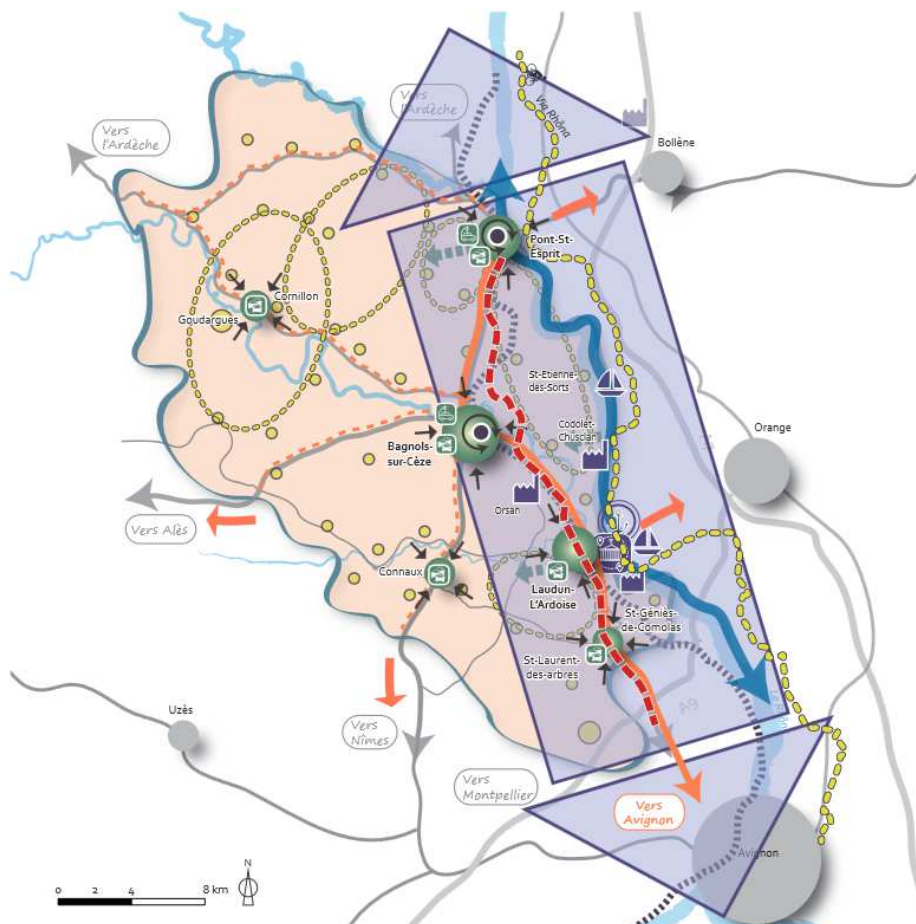 Via Rhôna
Vers
l'Ardèche
Vers
l'Ardèche
Bollène
Pont-St-
Esprit
Cornillon
Goudargues
St-Etienne-
des-Sorts
Codolet-
Chusclan
Orange
Bagnols-
sur-Cèze
Orsan
Vers Alès
Connaux
Laudun-
L'Ardoise
St-Géniès-
de-Comolas
St-Laurent-
des-arbres
A9
Uzès
Vers
Nîmes
Vers
Montpellier
Vers
Avignon
Avignon
N
0 2 4 8 km